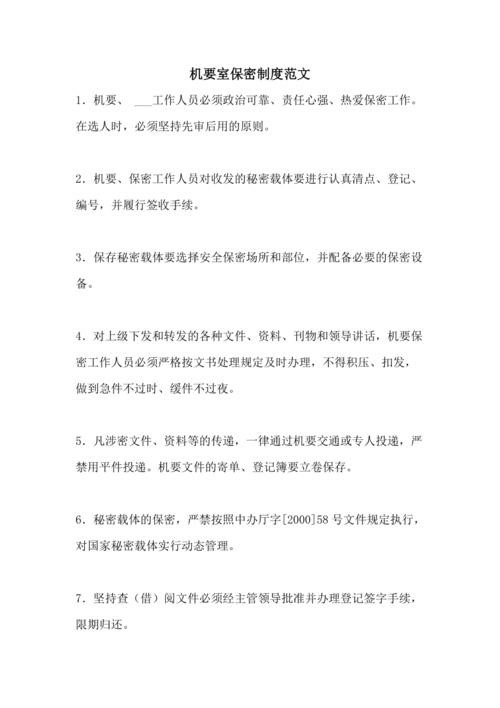 机要室保密制度范文
1．机要、 ___工作人员必须政治可靠、责任心强、热爱保密工作。
在选人时，必须坚持先审后用的原则。
2．机要、保密工作人员对收发的秘密载体要进行认真清点、登记、
编号，并履行签收手续。
3．保存秘密载体要选择安全保密场所和部位，并配备必要的保密设
备。
4．对上级下发和转发的各种文件、资料、刊物和领导讲话，机要保
密工作人员必须严格按文书处理规定及时办理，不得积压、扣发，
做到急件不过时、缓件不过夜。
5．凡涉密文件、资料等的传递，一律通过机要交通或专人投递，严
禁用平件投递。机要文件的寄单、登记簿要立卷保存。
6．秘密载体的保密，严禁按照中办厅字[2000]58号文件规定执行，
对国家秘密载体实行动态管理。
7．坚持查（借）阅文件必须经主管领导批准并办理登记签字手续，
限期归还。